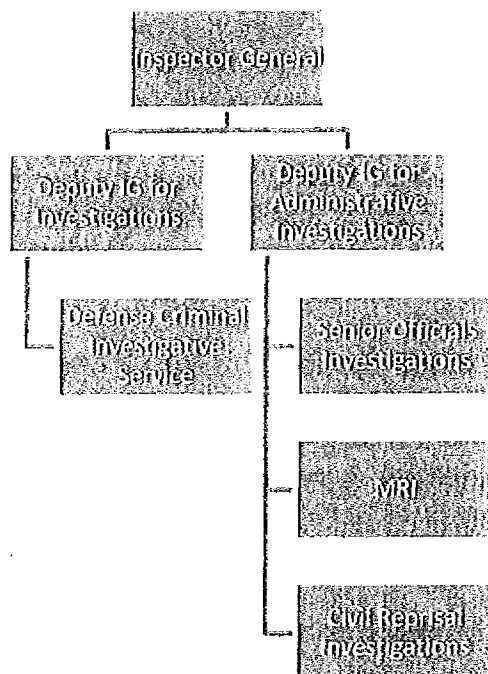 Inspector General
Deputy IG for
Investigations
Deputy IG for
Administrative
Investigations
Defense Criminal
Investigative
Service
Senior Officials
Investigations
MRI
Civil Reprisal
Investigations